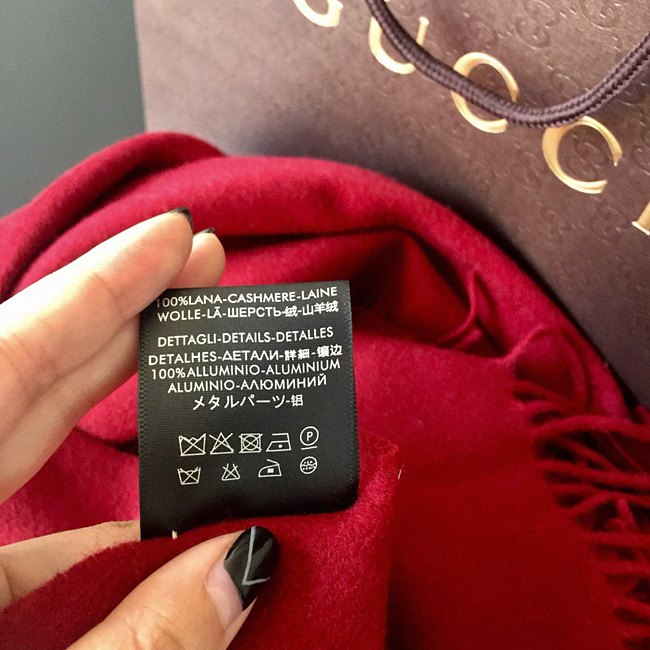 GUCCI
100%LANA-CASHMERE-LAINE
WOLLE-LÃ-ШЕРСТЬ-绒-山羊绒
DETTAGLI-DETAILS-DETALLES
DETALHES-ДЕТАЛИ-詳細-镶边
100%ALLUMINIO-ALUMINIUM
ALUMINIO-АЛЮМИНИЙ
メタルパーツ-铝
P